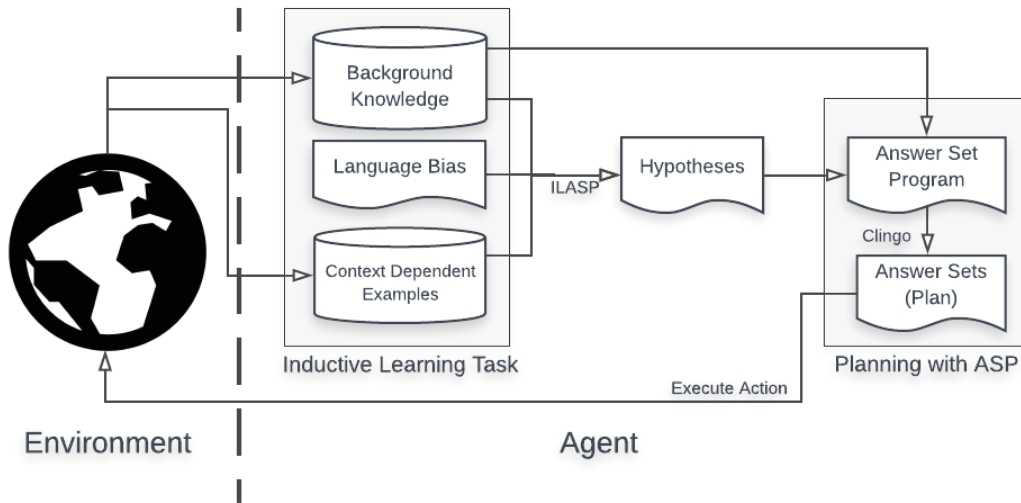 Background
Knowledge
Language Bias
Context Dependent
Examples
Inductive Learning Task
ILASP
Hypotheses
Answer Set
Program
Clingo
Answer Sets
(Plan)
Planning with ASP
Execute Action
Environment
Agent